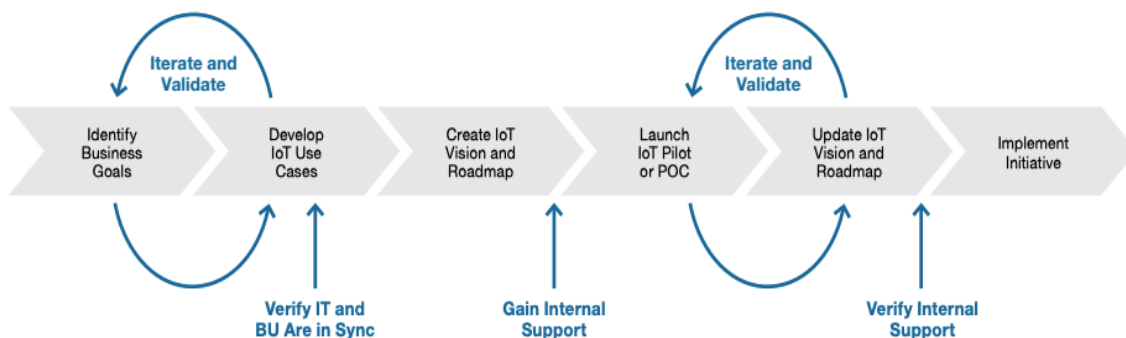 Iterate and
Validate
Iterate and
Validate
Identify
Business
Goals
Develop
IoT Use
Cases
Create IoT
Vision and
Roadmap
Launch
IoT Pilot
or POC
Update IoT
Vision and
Roadmap
Implement
Initiative
Verify IT and
BU Are in Sync
Gain Internal
Support
Verify Internal
Support